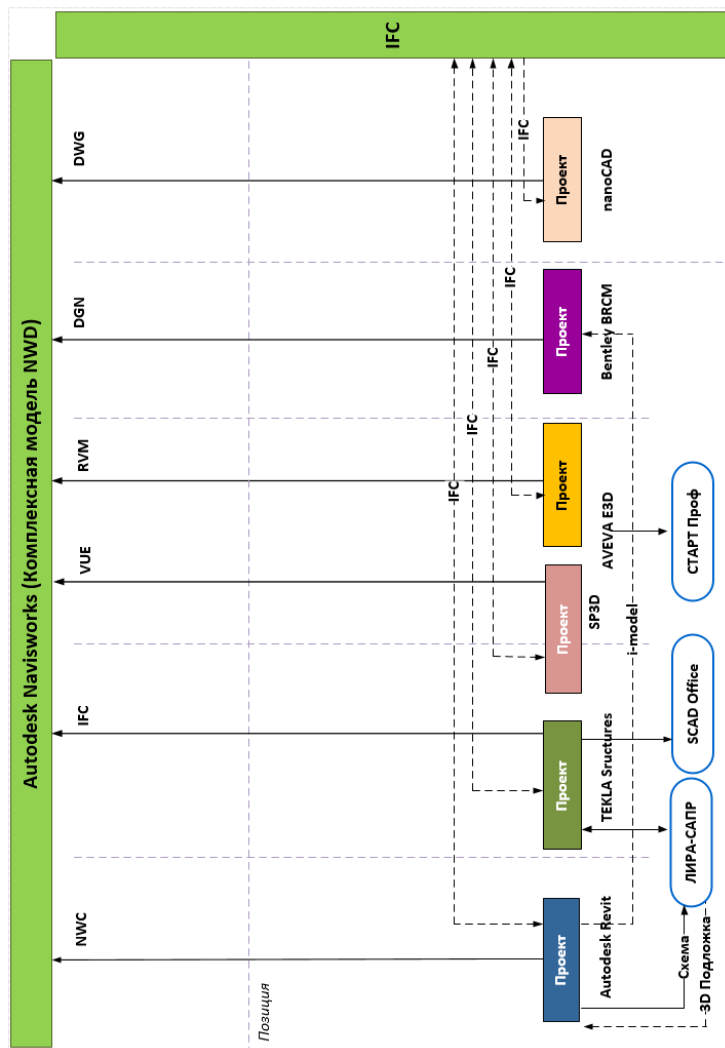 Autodesk Navisworks (Комплексная модель NWD)
IFC
NWC
IFC
VUE
RVM
DGN
DWG
Позиция
IFC
IFC
IFC
IFC
IFC
Проект
Проект
Проект
Проект
Проект
Проект
Autodesk Revit
TEKLA Sructures
SP3D
AVEVA E3D
Bentley BRCM
nanoCAD
i-model
Схема
3D Подложка
ЛИРА-САПР
SCAD Office
СТАРТ Проф